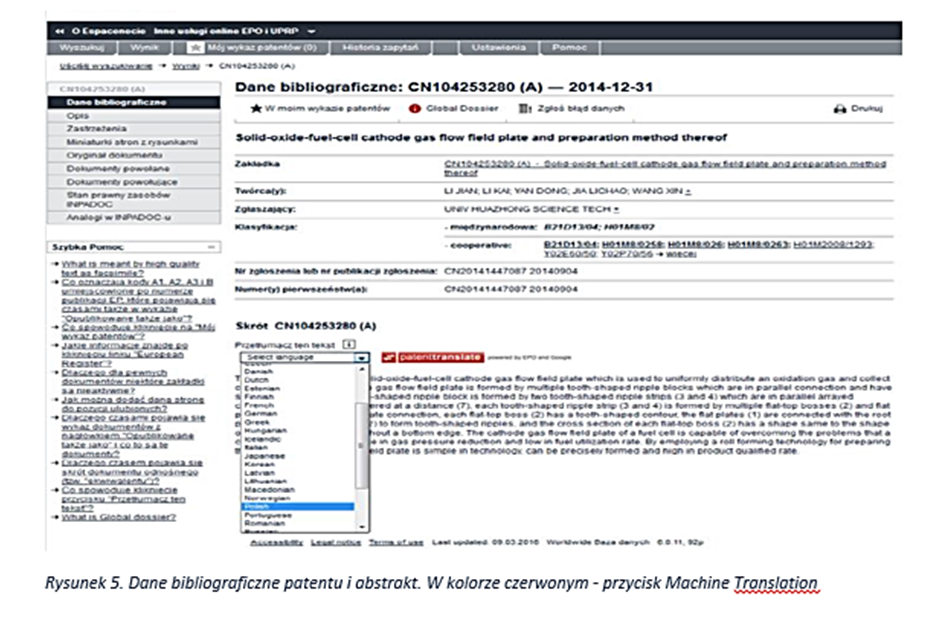 ◄◄ O Espacenecie Inne usługi online EPO i UPRP
Wyszukuj Wynik Mój wykaz patentów (0) Historia zapytań Ustawienia Pomoc
Uściślij wyszukiwanie → Wyniki → CN104253280 (A)
CN104253280 (A)
Dane bibliograficzne
Opis
Zastrzeżenia
Miniaturki stron z rysunkami
Oryginał dokumentu
Dokumenty powołane
Dokumenty powołujące
Stan prawny zasobów
INPADOC
Analogi w INPADOC-u
Szybka Pomoc
→ What is meant by high quality
text as facsimile?
→ Co oznaczają kody A1, A2, A3 i B
umiejscowione po numerze
publikacji EP, które pojawiają się
czasami także w wykazie
"Opublikowane także jako"?
→ Co spowoduje kliknięcie na "Mój
wykaz patentów"?
→ Jakie informacje znajdę po
kliknięciu linku "European
Register"?
→ Dlaczego dla pewnych
dokumentów niektóre zakładki
są nieaktywne?
→ Jak można dodać daną stronę
do pozycji ulubionych?
→ Dlaczego czasami pojawia się
wykaz dokumentów z
nagłówkiem "Opublikowane
także jako" i co to są te
dokumenty?
→ Dlaczego czasem pojawia się
skrót dokumentu odnośnego
(tzw. "ekwiwalentu")?
→ Co spowoduje kliknięcie
przycisku "Przetłumacz ten
tekst"?
→ What is Global dossier?
Dane bibliograficzne: CN104253280 (A) — 2014-12-31
W moim wykazie patentów Global Dossier Zgłoś błąd danych Drukuj
Solid-oxide-fuel-cell cathode gas flow field plate and preparation method thereof
Zakładka CN104253280 (A) - Solid-oxide-fuel-cell cathode gas flow field plate and preparation method
thereof
Twórca(y): LI JIAN; LI KAI; YAN DONG; JIA LICHAO; WANG XIN
Zgłaszający: UNIV HUAZHONG SCIENCE TECH
Klasyfikacja: - międzynarodowa: B21D13/04; H01M8/02
- cooperative: B21D13/04; H01M8/0258; H01M8/026; H01M8/0263; H01M2008/1293;
Y02E60/50; Y02P70/56 → więcej
Nr zgłoszenia lub nr publikacji zgłoszenia: CN20141447087 20140904
Numer(y) pierwszeństw(a): CN20141447087 20140904
Skrót CN104253280 (A)
Przetłumacz ten tekst
Select language patenttranslate powered by EPO and Google
Danish
Dutch
Estonian
Finnish
French
German
Greek
Hungarian
Icelandic
Italian
Japanese
Korean
Latvian
Lithuanian
Macedonian
Norwegian
Polish
Portuguese
Romanian
lid-oxide-fuel-cell cathode gas flow field plate which is used to uniformly distribute an oxidation gas and collect
gas flow field plate is formed by multiple tooth-shaped ripple blocks which are in parallel connection and have
shaped ripple block is formed by two tooth-shaped ripple strips (3 and 4) which are in parallel arrayed
red at a distance (7), each tooth-shaped ripple strip (3 and 4) is formed by multiple flat-top bosses (2) and flat
ate connection, each flat-top boss (2) has a tooth-shaped contour, the flat plates (1) are connected with the root
7) to form tooth-shaped ripples, and the cross section of each flat-top boss (2) has a shape same to the shape
hout a bottom edge. The cathode gas flow field plate of a fuel cell is capable of overcoming the problems that a
in gas pressure reduction and low in fuel utilization rate. By employing a roll forming technology for preparing
eld plate is simple in technology, can be precisely formed and high in product qualified rate.
Accessibility Legal notice Terms of use Last updated: 09.03.2016 Worldwide Baza danych 6.0.11; 92p
Rysunek 5. Dane bibliograficzne patentu i abstrakt. W kolorze czerwonym - przycisk Machine Translation